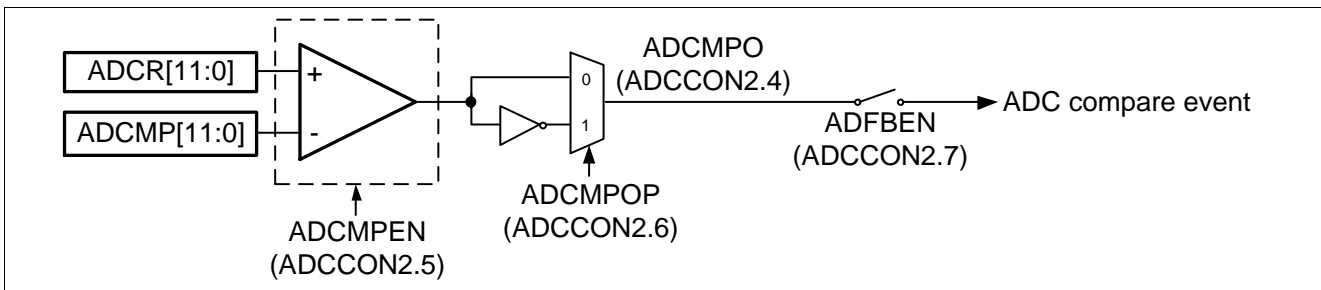 ADCR[11:0]
ADCMP[11:0]
+
-
ADCMPEN
(ADCCON2.5)
0
1
ADCMPOP
(ADCCON2.6)
ADCMPO
(ADCCON2.4)
ADFBEN
(ADCCON2.7)
ADC compare event